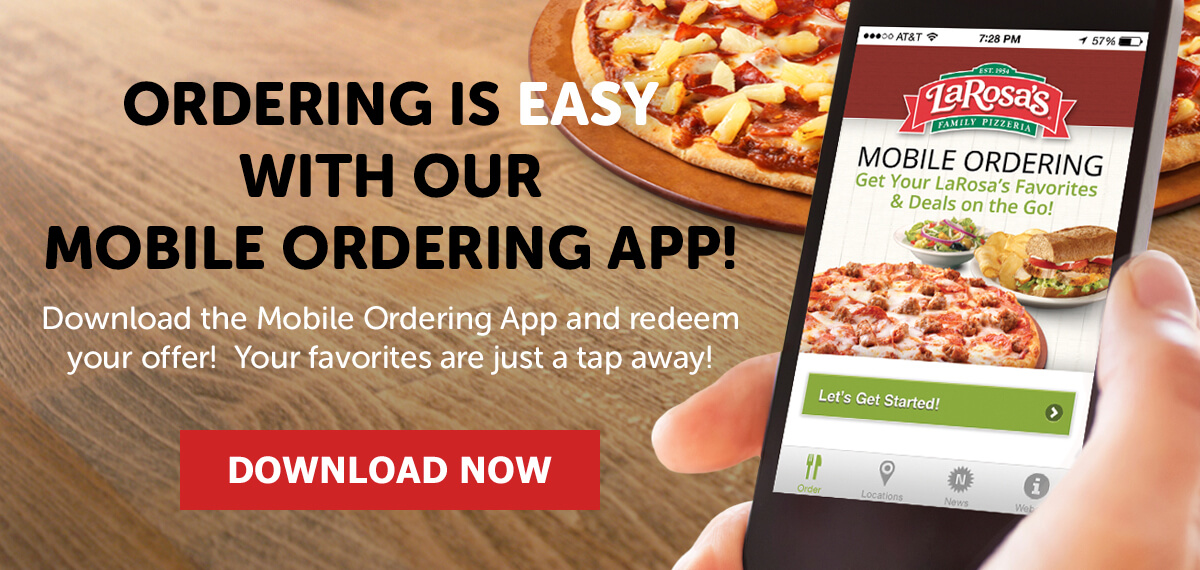 ORDERING IS EASY
WITH OUR
MOBILE ORDERING APP!
Download the Mobile Ordering App and redeem
your offer!  Your favorites are just a tap away!
DOWNLOAD NOW
AT&T 7:28 PM 57%
EST. 1954
LaRosa's
FAMILY PIZZERIA
MOBILE ORDERING
Get Your LaRosa's Favorites
& Deals on the Go!
Let's Get Started!
Order
Locations
N
News